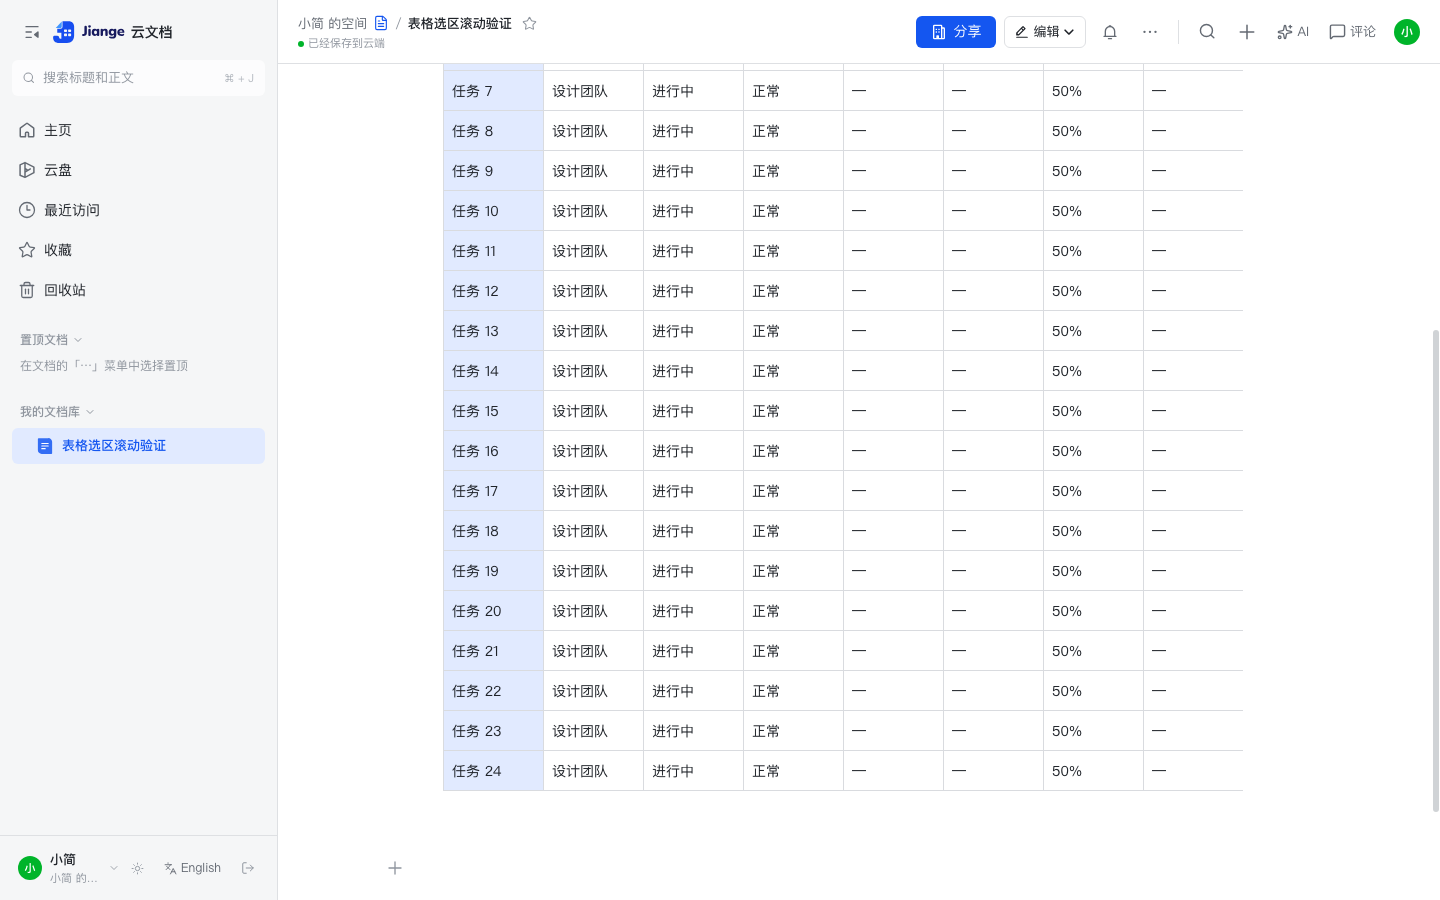 Jiange 云文档
搜索标题和正文 ⌘ + J
主页
云盘
最近访问
收藏
回收站
置顶文档
在文档的「···」菜单中选择置顶
我的文档库
表格选区滚动验证
小 小简
小简 的...
English
小简 的空间 / 表格选区滚动验证
已经保存到云端
分享 编辑 AI 评论 小
任务 7 设计团队 进行中 正常 — — 50% —
任务 8 设计团队 进行中 正常 — — 50% —
任务 9 设计团队 进行中 正常 — — 50% —
任务 10 设计团队 进行中 正常 — — 50% —
任务 11 设计团队 进行中 正常 — — 50% —
任务 12 设计团队 进行中 正常 — — 50% —
任务 13 设计团队 进行中 正常 — — 50% —
任务 14 设计团队 进行中 正常 — — 50% —
任务 15 设计团队 进行中 正常 — — 50% —
任务 16 设计团队 进行中 正常 — — 50% —
任务 17 设计团队 进行中 正常 — — 50% —
任务 18 设计团队 进行中 正常 — — 50% —
任务 19 设计团队 进行中 正常 — — 50% —
任务 20 设计团队 进行中 正常 — — 50% —
任务 21 设计团队 进行中 正常 — — 50% —
任务 22 设计团队 进行中 正常 — — 50% —
任务 23 设计团队 进行中 正常 — — 50% —
任务 24 设计团队 进行中 正常 — — 50% —